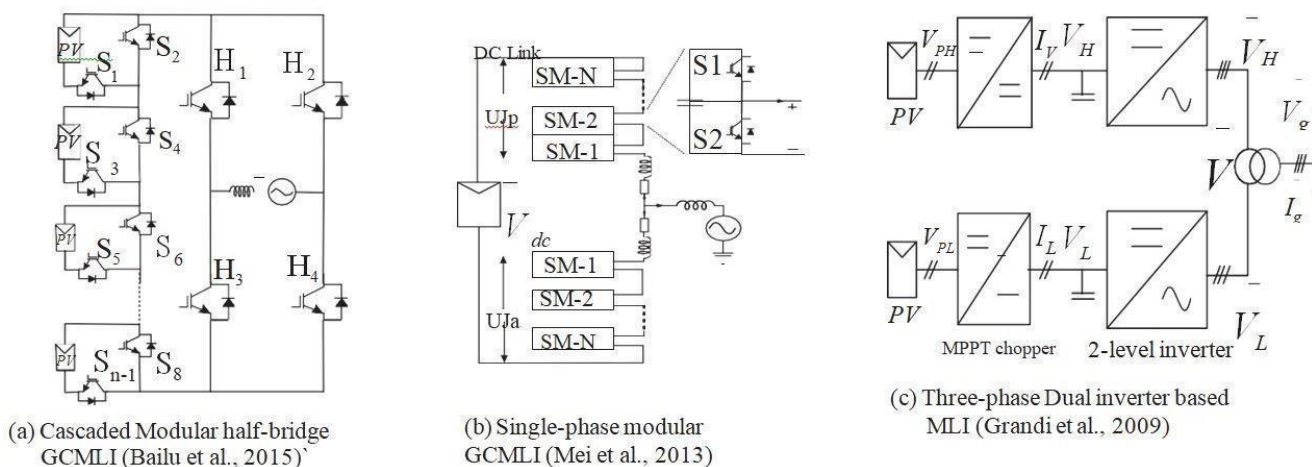 PV
S2
S1
PV
S4
S3
PV
S5
S6
PV
Sn-1
S8
H1
H2
H3
H4
(a) Cascaded Modular half-bridge
GCMLI (Bailu et al., 2015)`
DC Link
SM-N
UJp
SM-2
SM-1
S1
S2
+
−
V
dc
SM-1
SM-2
UJa
SM-N
(b) Single-phase modular
GCMLI (Mei et al., 2013)
VPH
IV
VH
VH
PV
Vg
V
Ig
VPL
IL
VL
PV
VL
MPPT chopper
2-level inverter
(c) Three-phase Dual inverter based
MLI (Grandi et al., 2009)